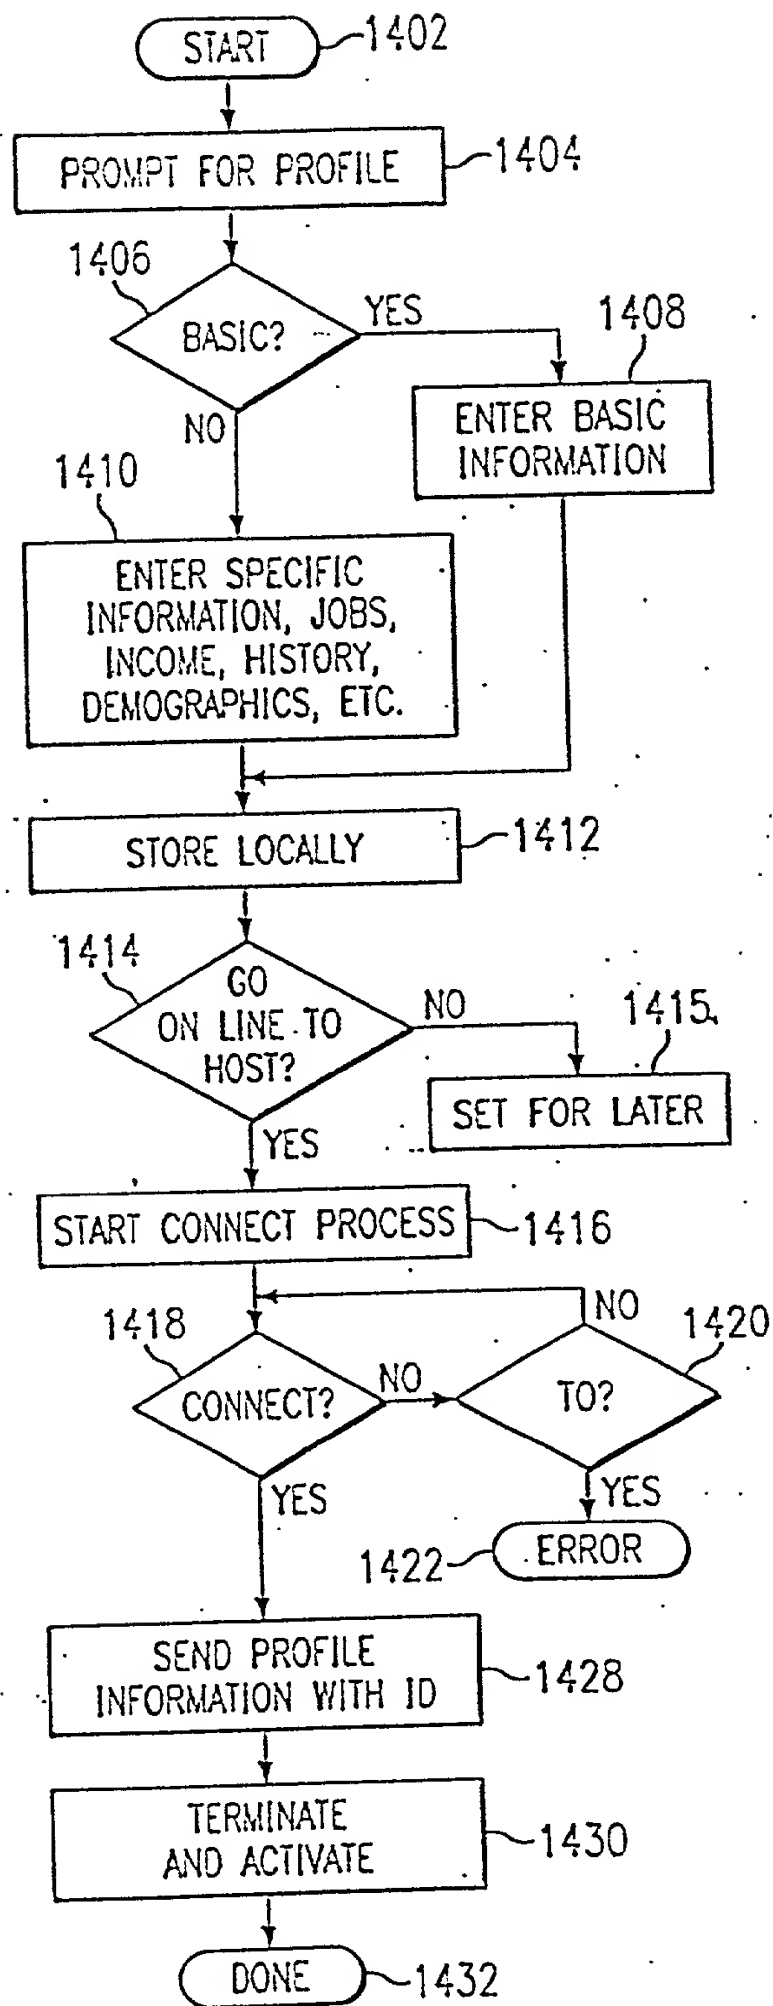 START
1402
PROMPT FOR PROFILE
1404
1406
BASIC?
YES
NO
1408
ENTER BASIC
INFORMATION
1410
ENTER SPECIFIC
INFORMATION, JOBS,
INCOME, HISTORY,
DEMOGRAPHICS, ETC.
STORE LOCALLY
1412
1414
GO
ON LINE TO
HOST?
NO
YES
1415
SET FOR LATER
START CONNECT PROCESS
1416
1418
CONNECT?
NO
YES
NO
1420
TO?
YES
1422
ERROR
SEND PROFILE
INFORMATION WITH ID
1428
TERMINATE
AND ACTIVATE
1430
DONE
1432